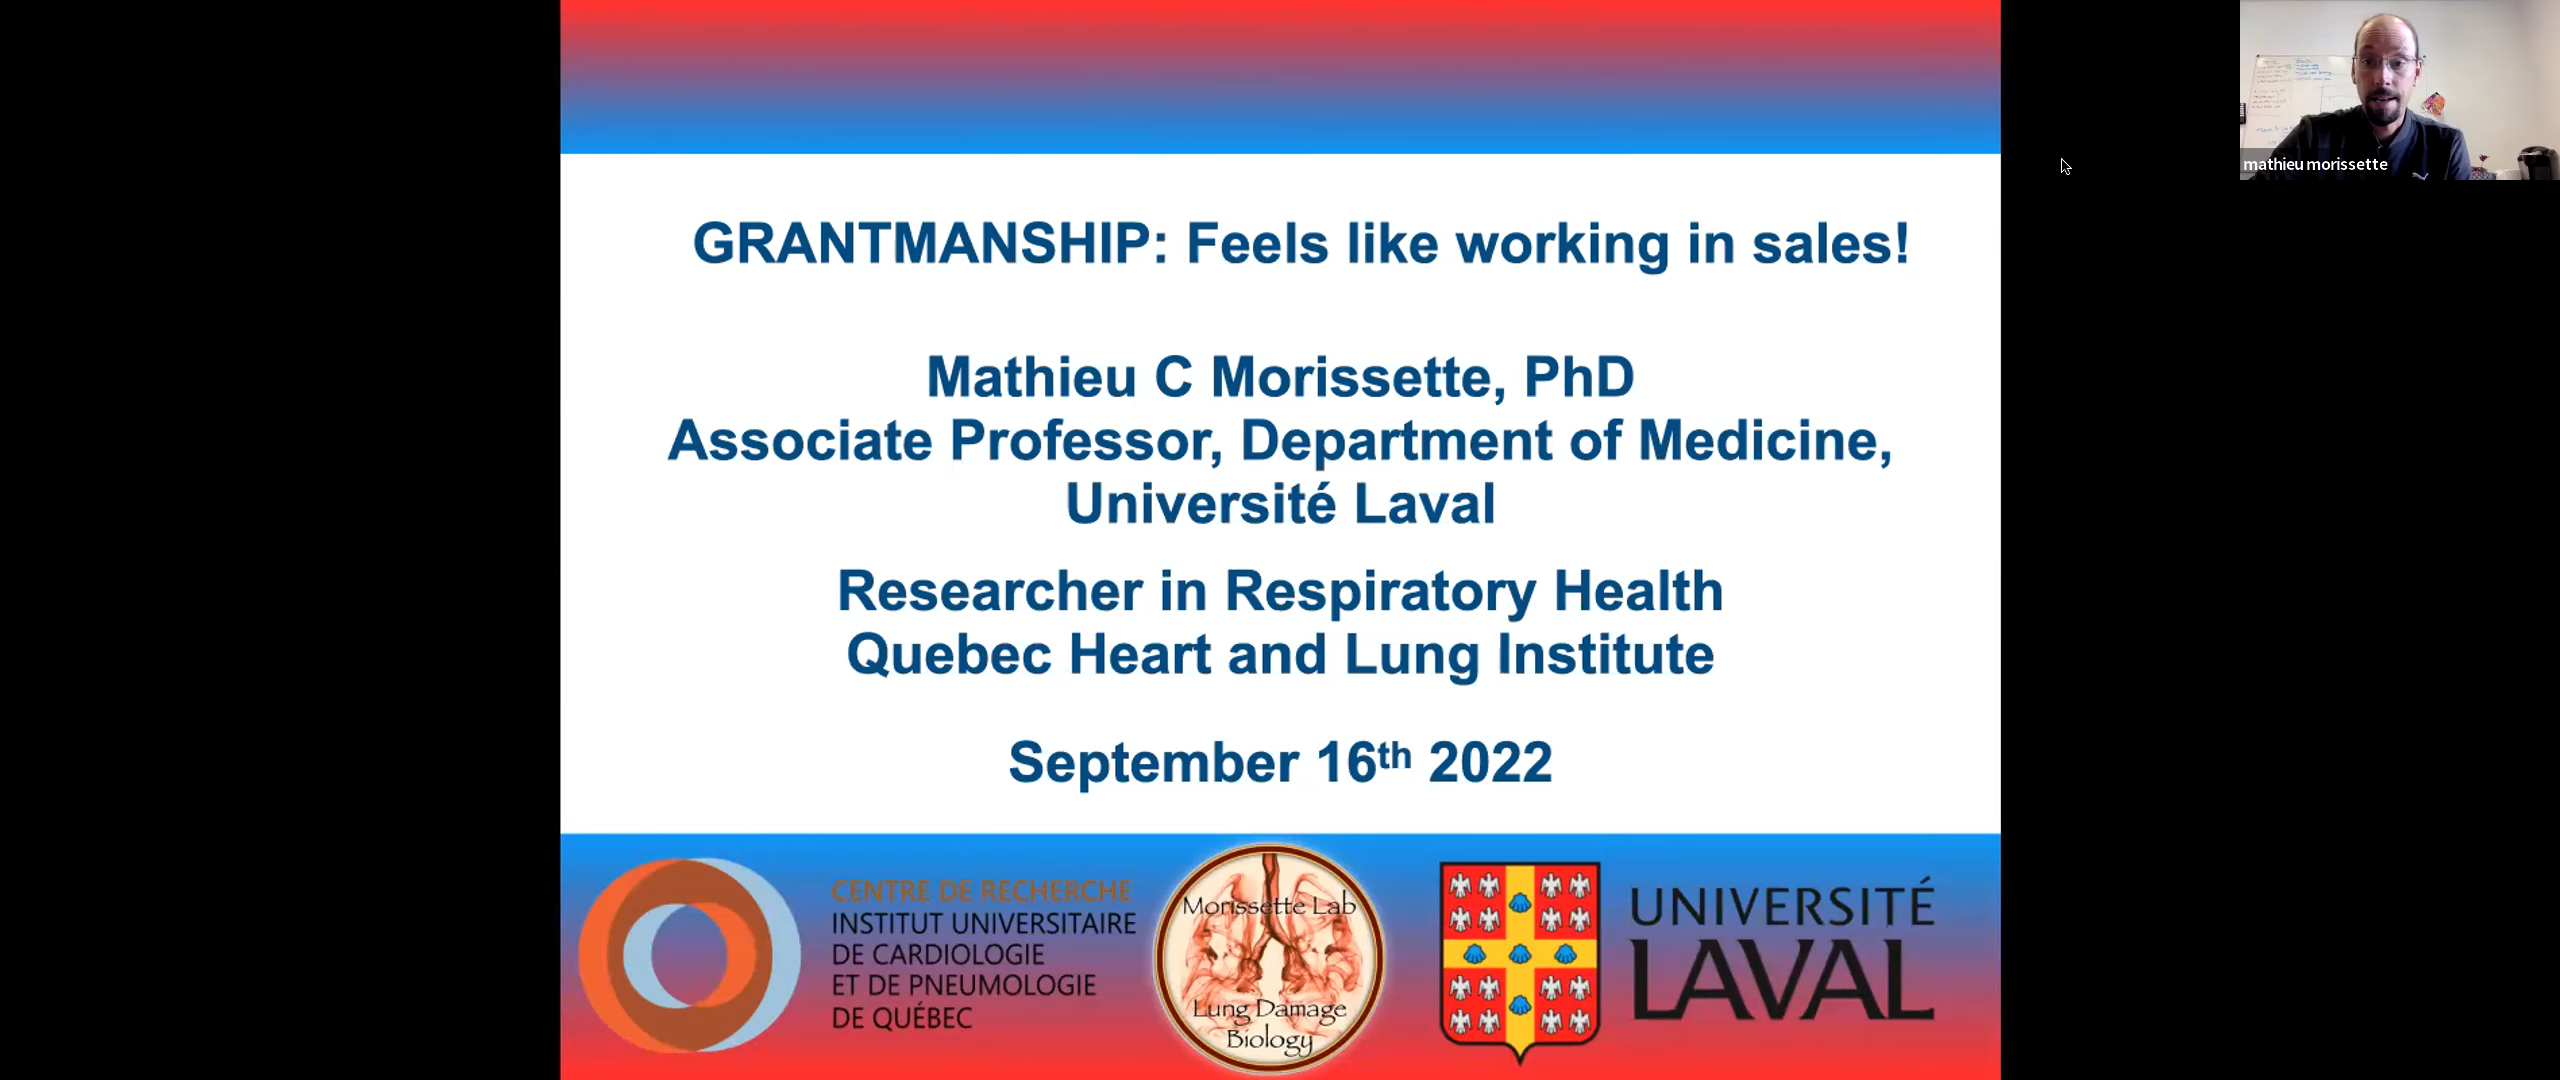 GRANTMANSHIP: Feels like working in sales!
Mathieu C Morissette, PhD
Associate Professor, Department of Medicine,
Université Laval
Researcher in Respiratory Health
Quebec Heart and Lung Institute
September 16th 2022
CENTRE DE RECHERCHE
INSTITUT UNIVERSITAIRE
DE CARDIOLOGIE
ET DE PNEUMOLOGIE
DE QUÉBEC
Morissette Lab
Lung Damage
Biology
UNIVERSITÉ
LAVAL
mathieu morissette